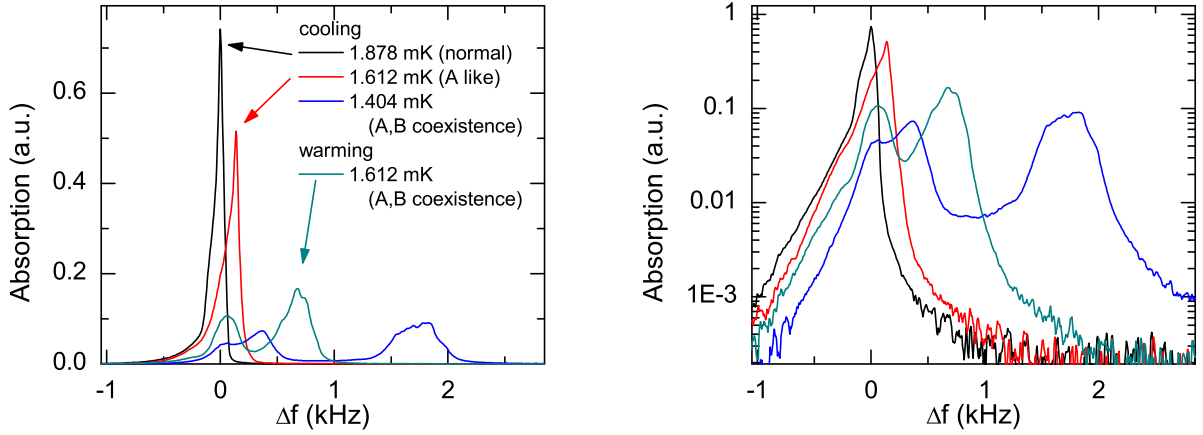 Absorption (a.u.)
0.6
0.4
0.2
0.0
-1
0
1
2
Δf (kHz)
cooling
1.878 mK (normal)
1.612 mK (A like)
1.404 mK
(A,B coexistence)
warming
1.612 mK
(A,B coexistence)
Absorption (a.u.)
1
0.1
0.01
1E-3
-1
0
1
2
Δf (kHz)